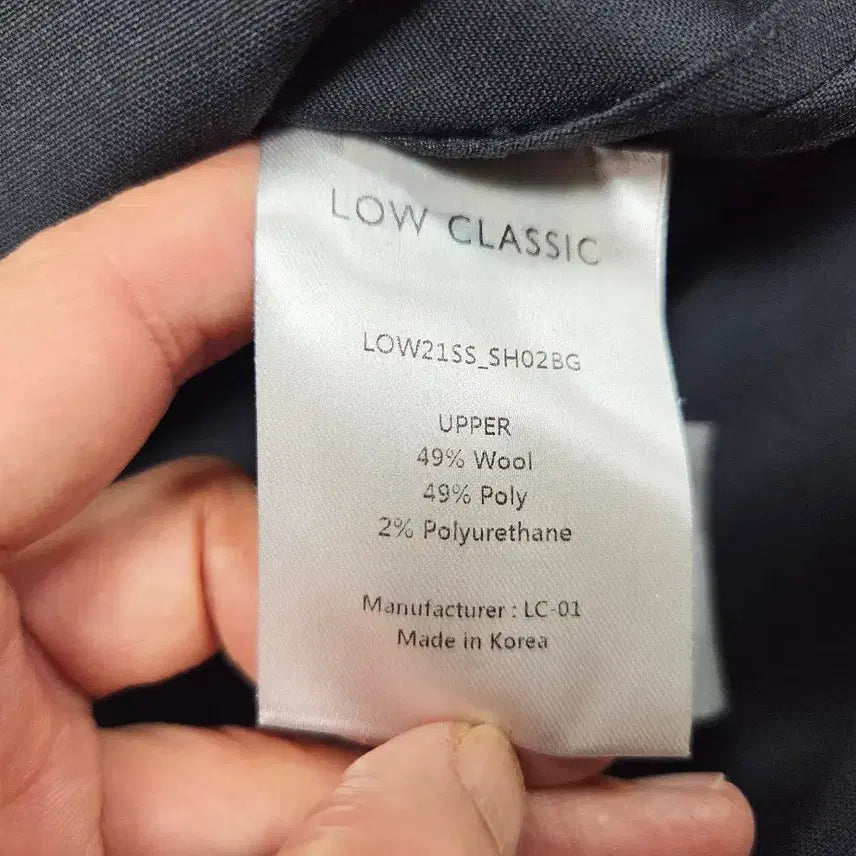 LOW CLASSIC
LOW21SS_SH02BG
UPPER
49% Wool
49% Poly
2% Polyurethane
Manufacturer : LC-01
Made in Korea